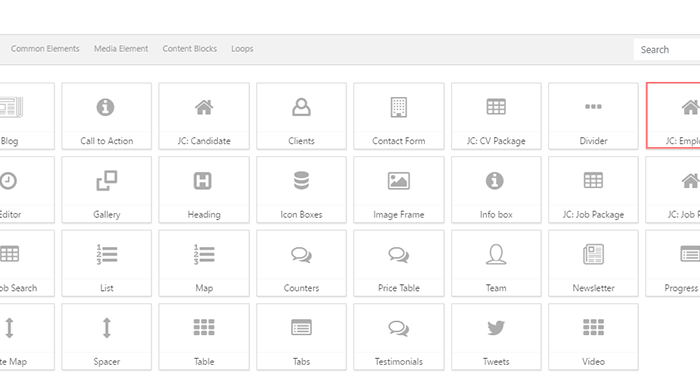 Common Elements Media Element Content Blocks Loops Search
Blog Call to Action JC: Candidate Clients Contact Form JC: CV Package Divider JC: Emplo
Editor Gallery Heading Icon Boxes Image Frame Info box JC: Job Package JC: Job P
ob Search List Map Counters Price Table Team Newsletter Progress
te Map Spacer Table Tabs Testimonials Tweets Video